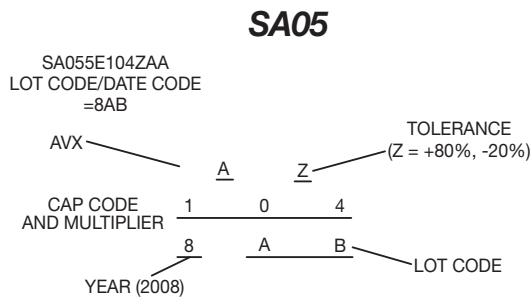 SA05
SA055E104ZAA
LOT CODE/DATE CODE
=8AB
AVX
TOLERANCE
(Z = +80%, -20%)
A Z
CAP CODE
AND MULTIPLIER
1 0 4
8 A B
LOT CODE
YEAR (2008)